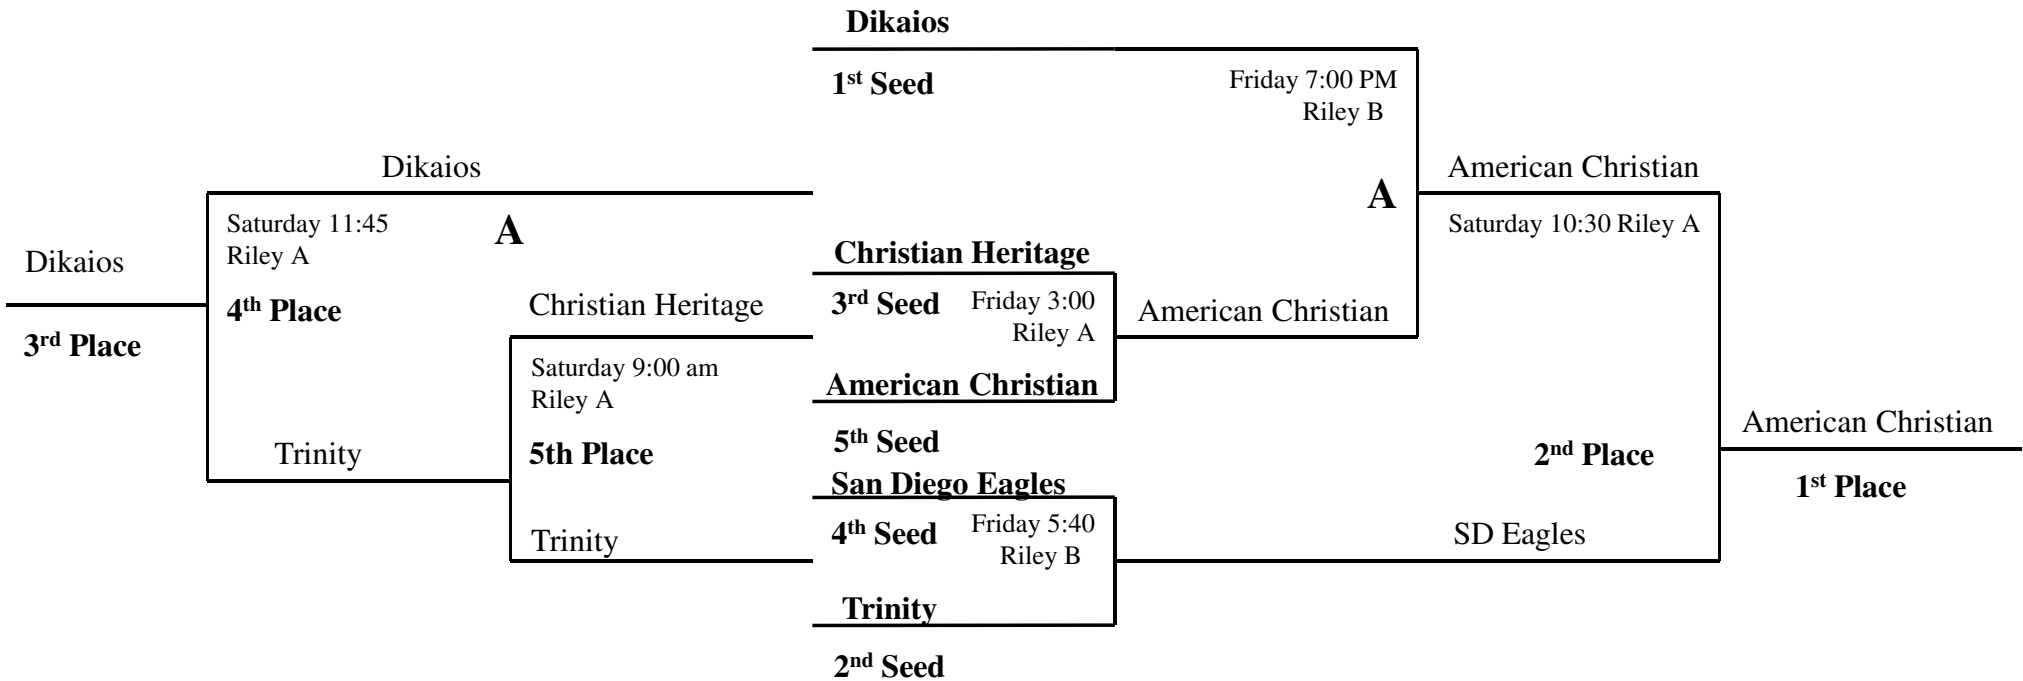 Dikaios
1st Seed
Friday 7:00 PM
Riley B
Dikaios
American Christian
A
Saturday 11:45
Riley A
A
Saturday 10:30 Riley A
Dikaios
Christian Heritage
4th Place
Christian Heritage
3rd Seed
Friday 3:00
Riley A
American Christian
3rd Place
Saturday 9:00 am
Riley A
American Christian
5th Seed
American Christian
Trinity
5th Place
2nd Place
San Diego Eagles
1st Place
4th Seed
Friday 5:40
Riley B
Trinity
SD Eagles
Trinity
2nd Seed